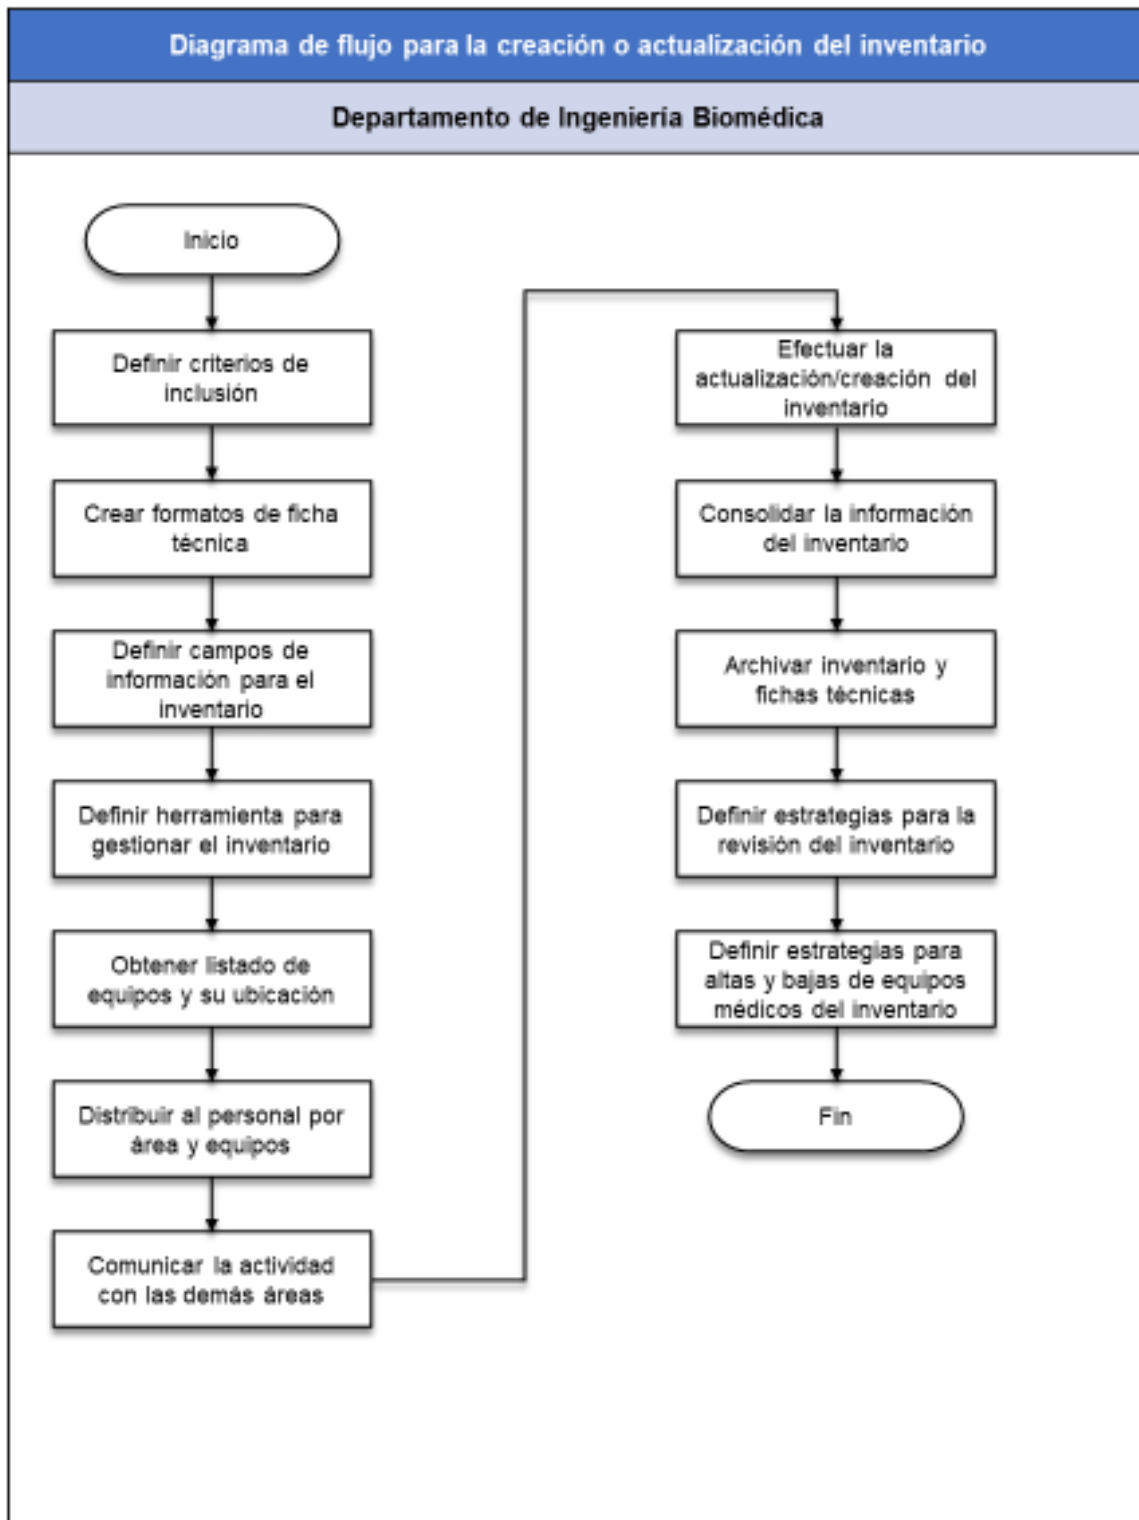 Diagrama de flujo para la creación o actualización del inventario
Departamento de Ingeniería Biomédica
Inicio
Definir criterios de
inclusión
Crear formatos de ficha
técnica
Definir campos de
información para el
inventario
Definir herramienta para
gestionar el inventario
Obtener listado de
equipos y su ubicación
Distribuir al personal por
área y equipos
Comunicar la actividad
con las demás áreas
Efectuar la
actualización/creación del
inventario
Consolidar la información
del inventario
Archivar inventario y
fichas técnicas
Definir estrategias para la
revisión del inventario
Definir estrategias para
altas y bajas de equipos
médicos del inventario
Fin